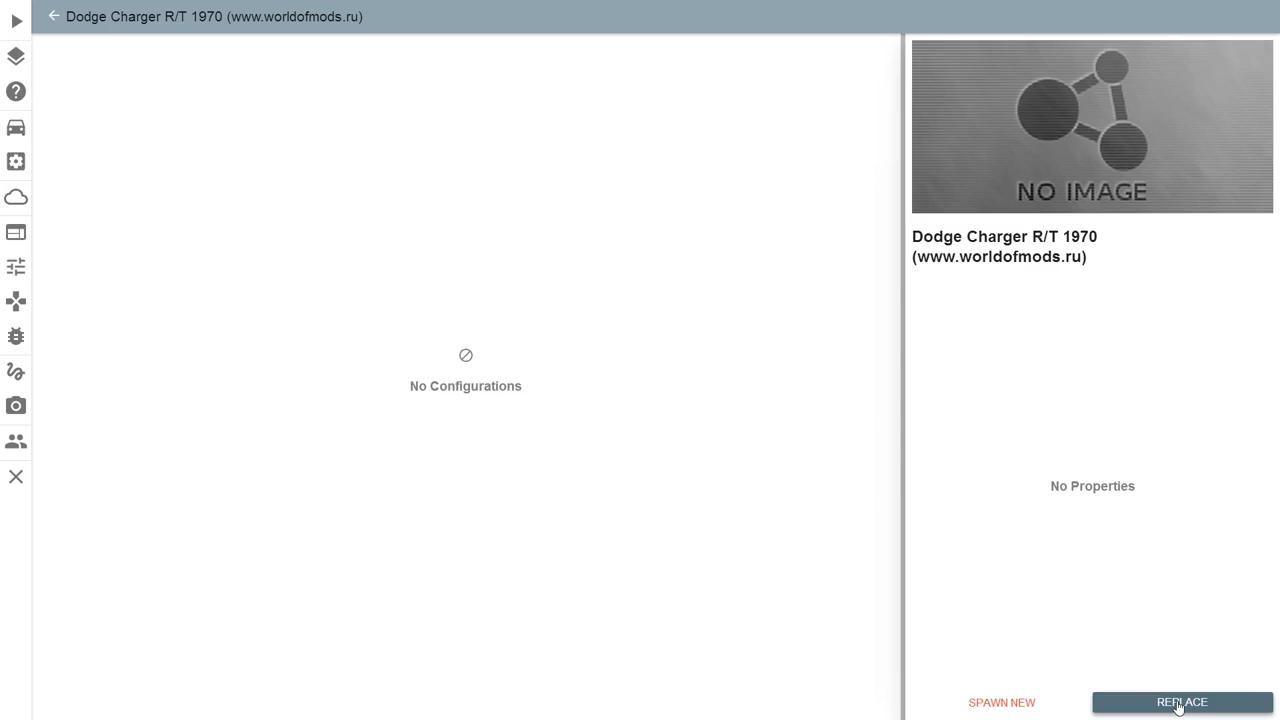 Dodge Charger R/T 1970 (www.worldofmods.ru)
NO IMAGE
Dodge Charger R/T 1970
(www.worldofmods.ru)
No Configurations
No Properties
SPAWN NEW
REPLACE